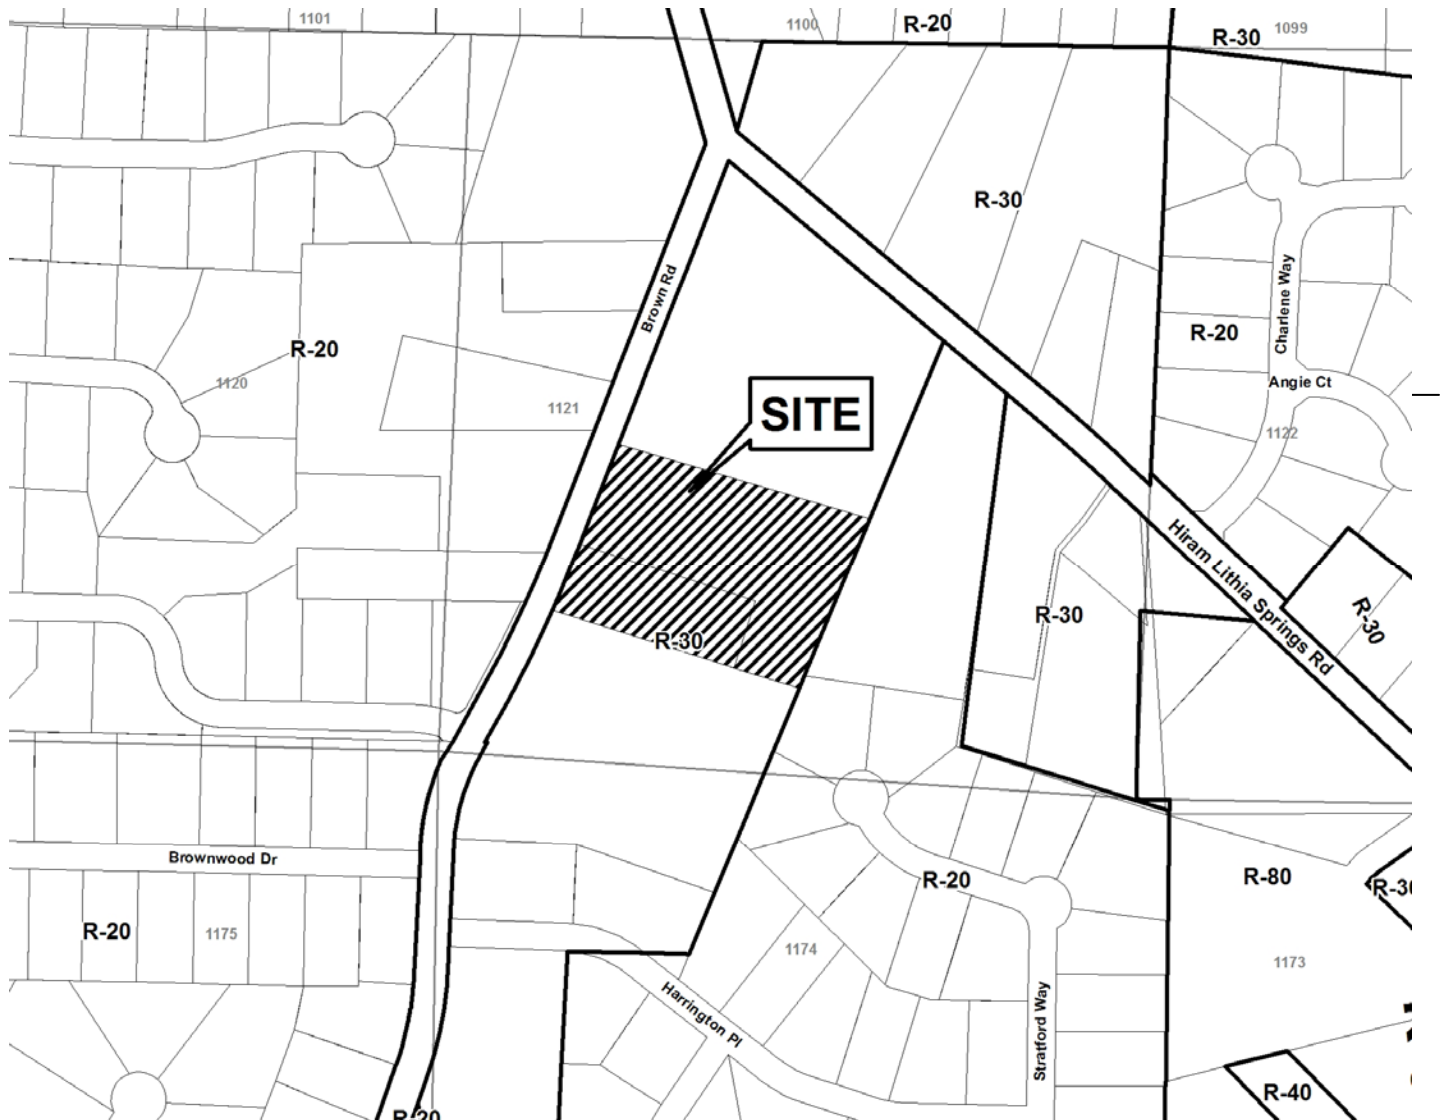 1101
1100
R-20
R-30
1099
R-30
Brown Rd
Charlene Way
R-20
R-20
1120
Angie Ct
1121
SITE
1122
Hiram Lithia Springs Rd
R-30
R-30
R-30
Brownwood Dr
R-20
R-80
R-20
1175
1174
1173
Harrington Pl
Stratford Way
R-40
R-20